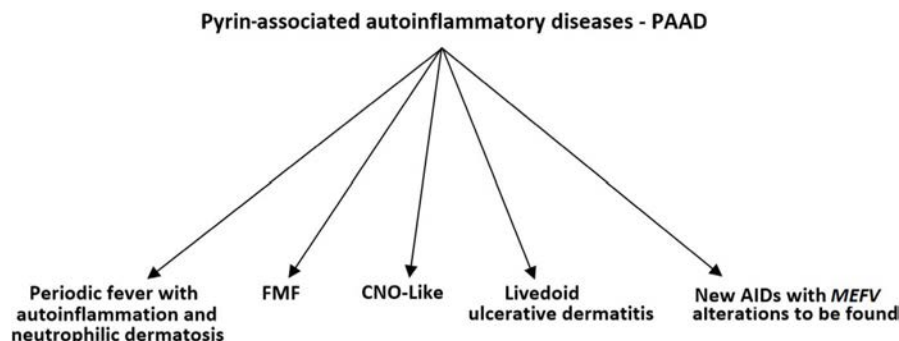 Pyrin-associated autoinflammatory diseases - PAAD
Periodic fever with
autoinflammation and
neutrophilic dermatosis
FMF
CNO-Like
Livedoid
ulcerative dermatitis
New AIDs with MEFV
alterations to be found